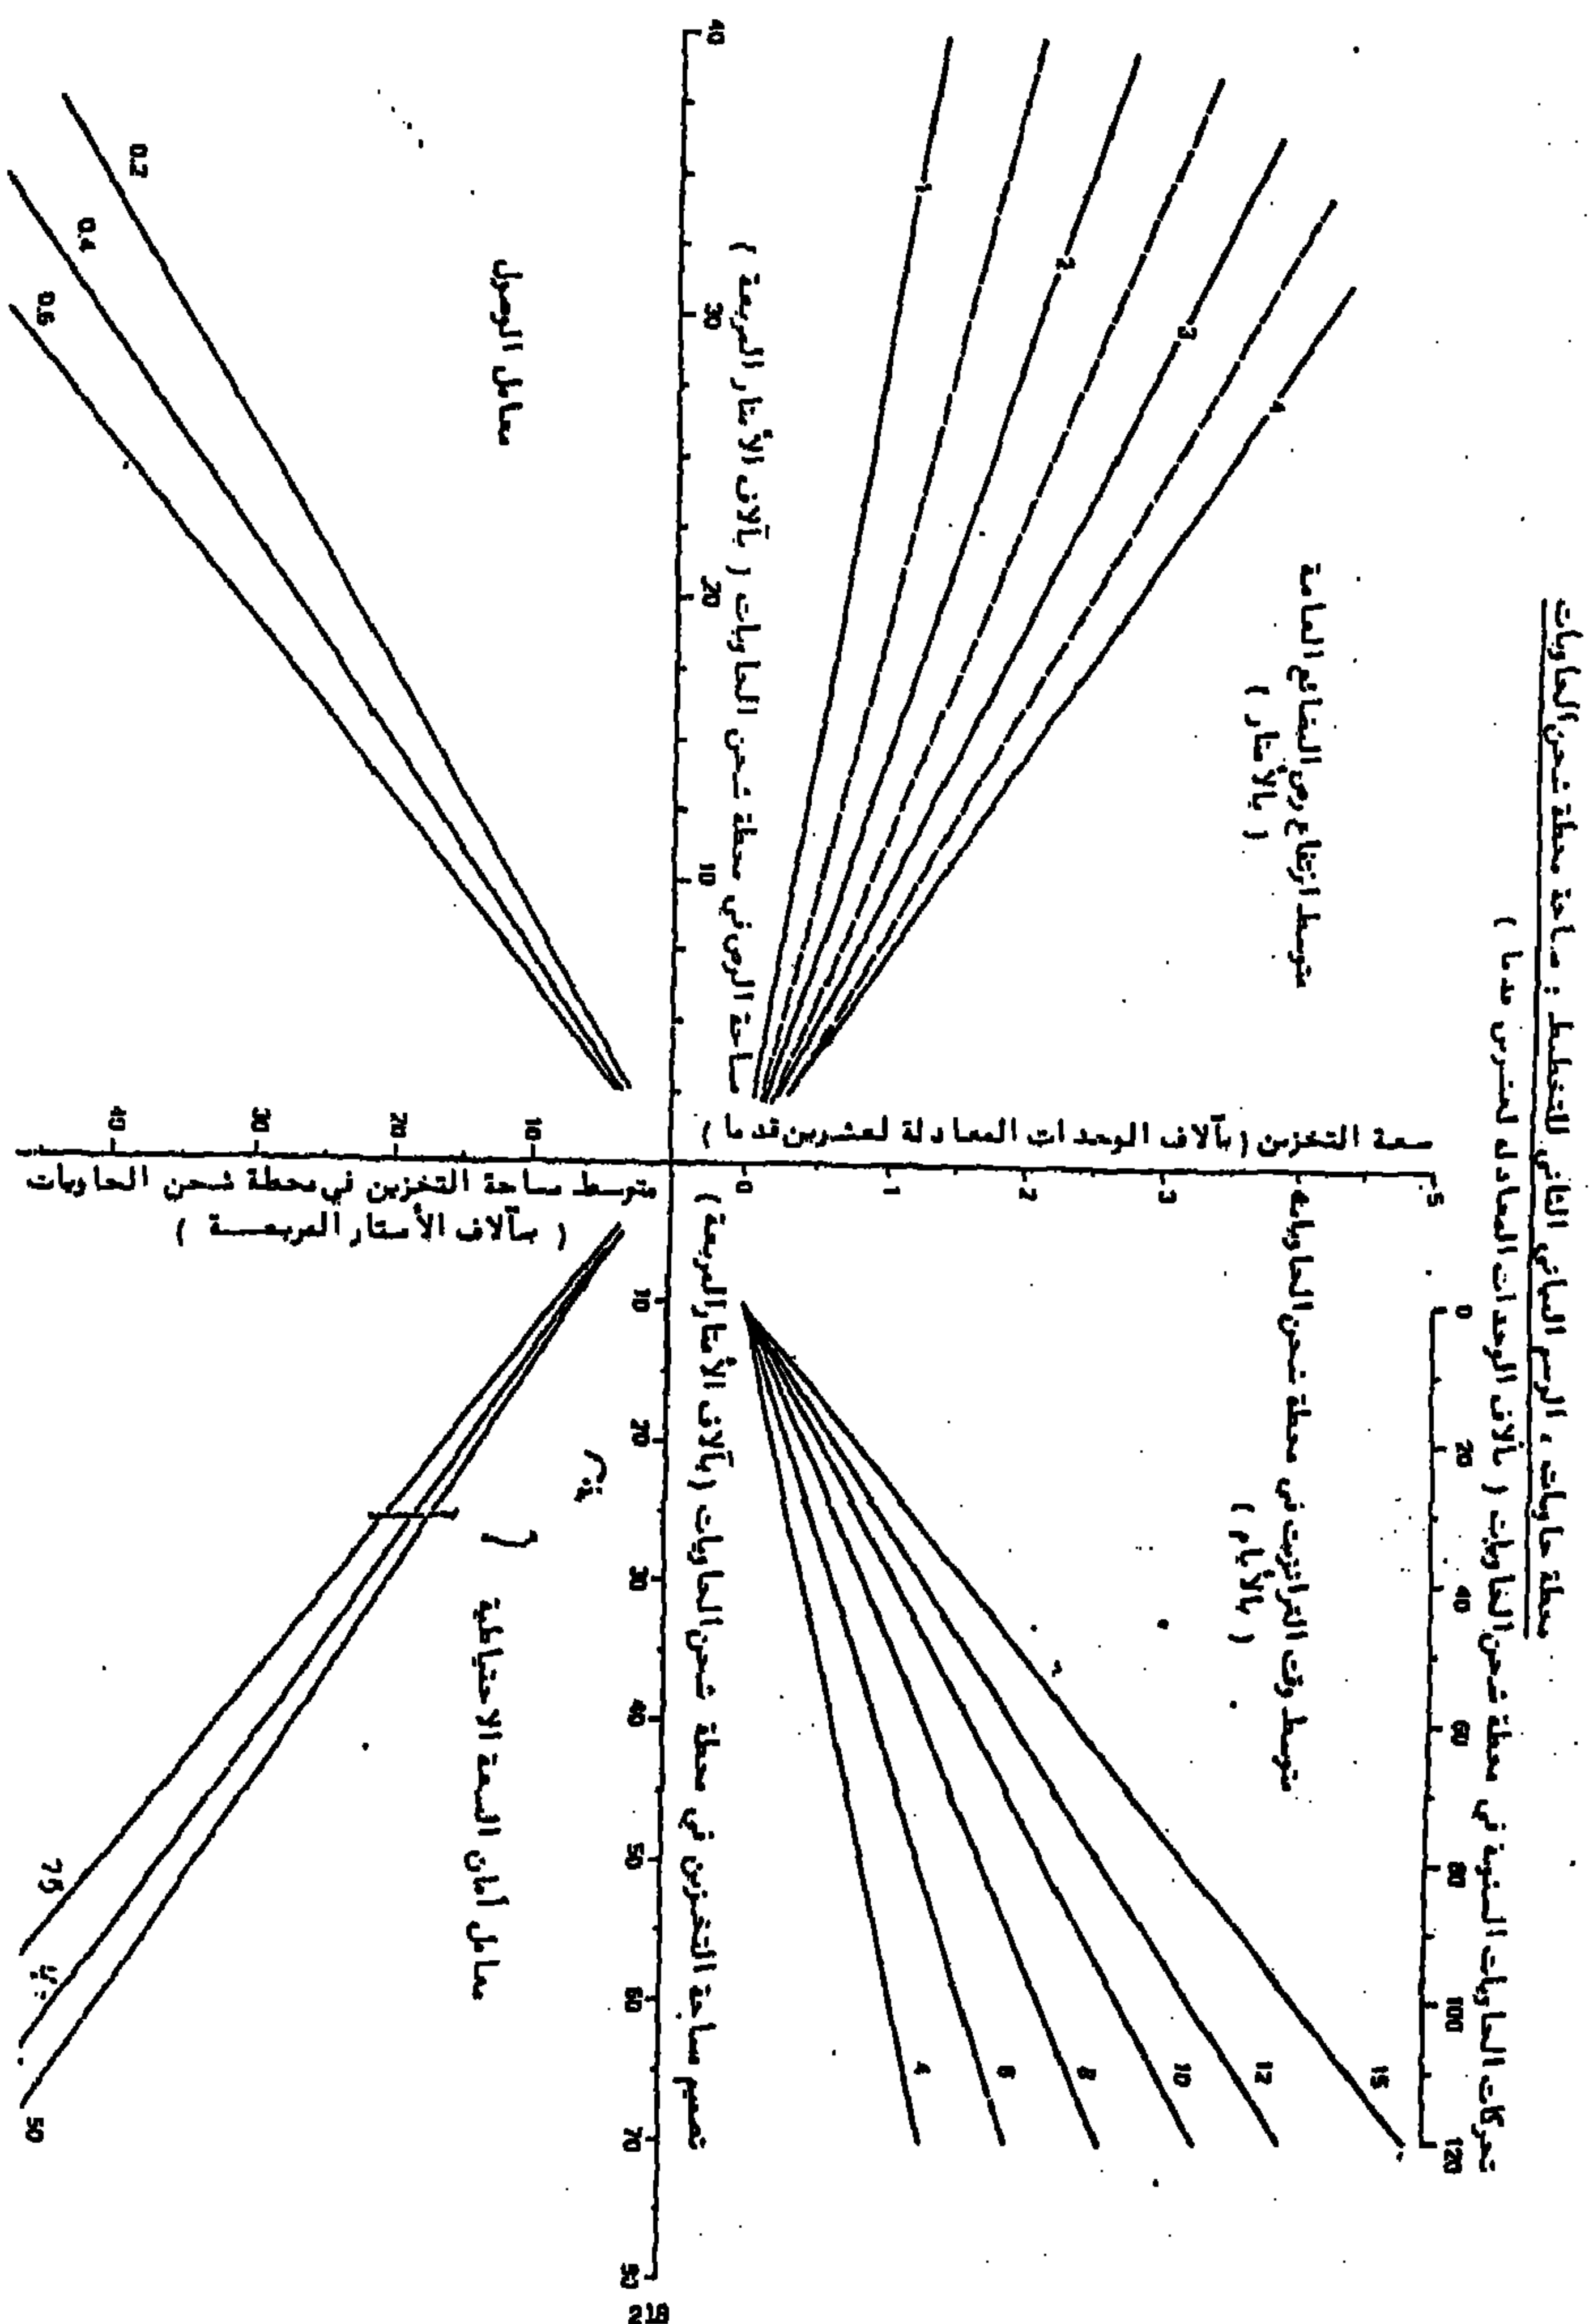 محطة حاويات ، الرسم البياني الثاني للتخطيط : مساحة محطة شحن الحاويات
تحركات الحاويات السنوية في محطة شحن الحاويات ( بآلاف الوحدات المعادلة لعشرين قدما )
0 20 40 60 80 100 120
متوسط ارتفاع رص البضائع العامة
( بالأمتار )
1
2
3
4
متوسط وقت الترانزيت في محطة شحن الحاويات
( بالأيام )
15
12
10
8
6
4
سعة التخزين ( بآلاف الوحدات المعادلة لعشرين قدما )
0 1 2 3 4 5
مساحة الرص في محطة شحن الحاويات ( بآلاف الأمتار المربعة )
40 30 20 10
تصميم مساحة التخزين في محطة شحن الحاويات ( بآلاف الأمتار المربعة )
10 20 30 40 50 60 70
متوسط مساحة التخزين في محطة شحن الحاويات
( بآلاف الأمتار المربعة )
10 20 30 40
معامل الوصول
0.2
0.4
0.6
معامل أمان السعة الاحتياطية
50